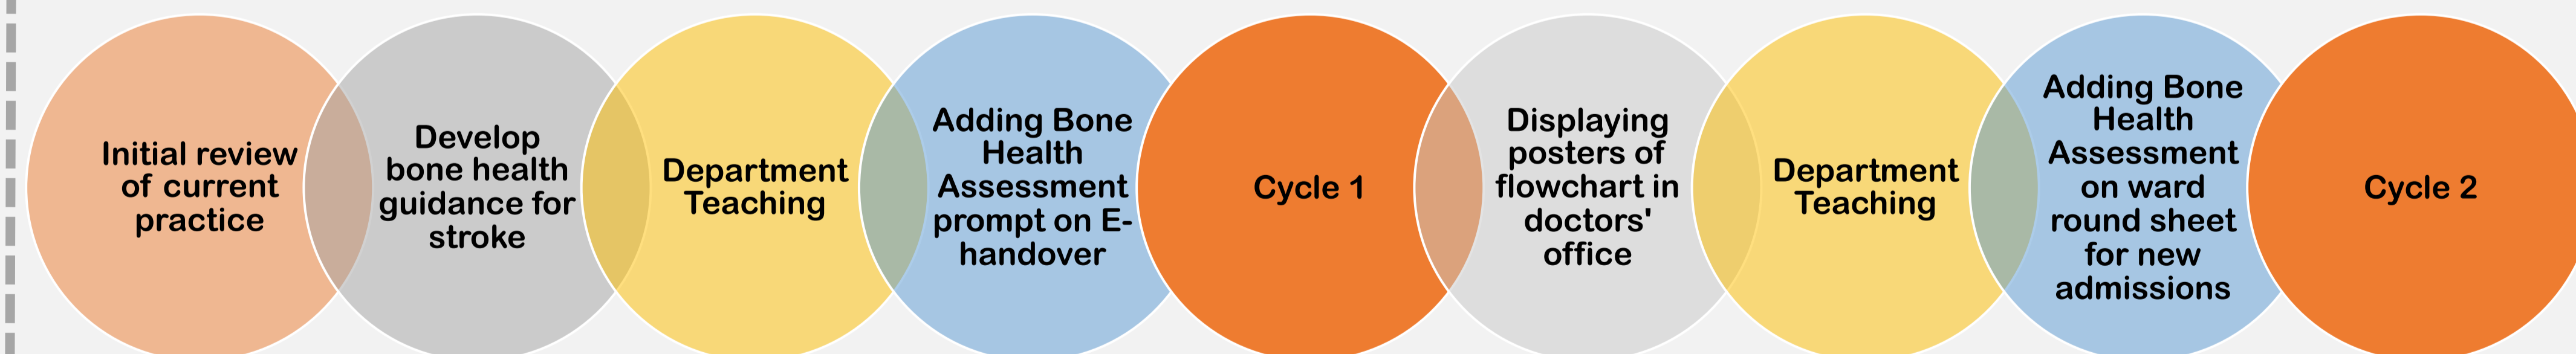 Initial review
of current
practice
Develop
bone health
guidance for
stroke
Department
Teaching
Adding Bone
Health
Assessment
prompt on E-
handover
Cycle 1
Displaying
posters of
flowchart in
doctors'
office
Department
Teaching
Adding Bone
Health
Assessment
on ward
round sheet
for new
admissions
Cycle 2